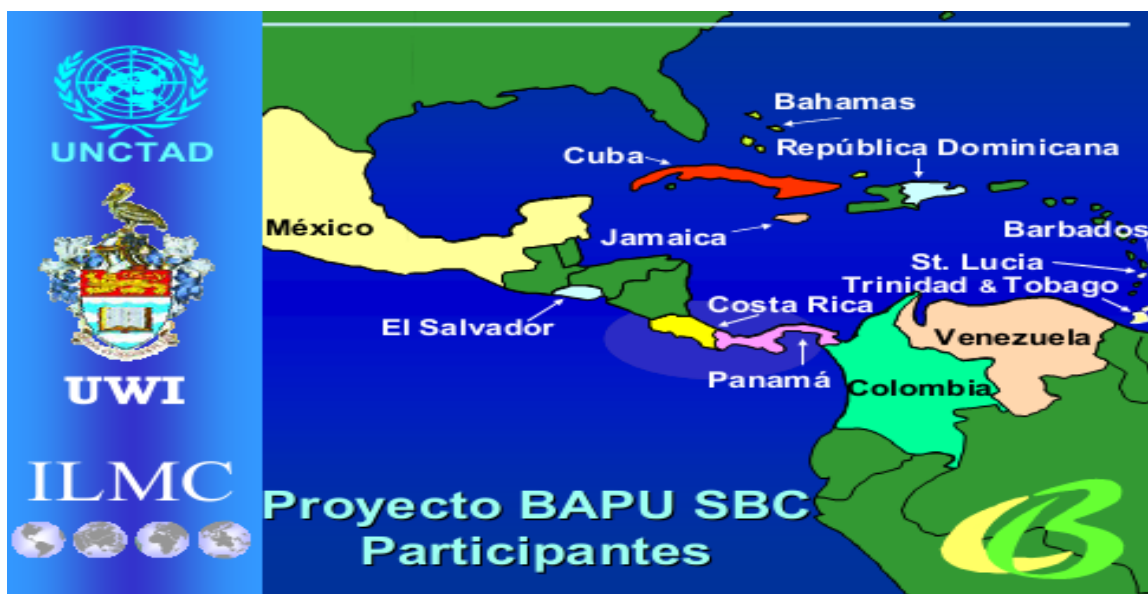 UNCTAD
UWI
ILMC
Bahamas
República Dominicana
Cuba
México
Jamaica
Barbados
St. Lucia
Trinidad & Tobago
El Salvador
Costa Rica
Venezuela
Panamá
Colombia
Proyecto BAPU SBC
Participantes